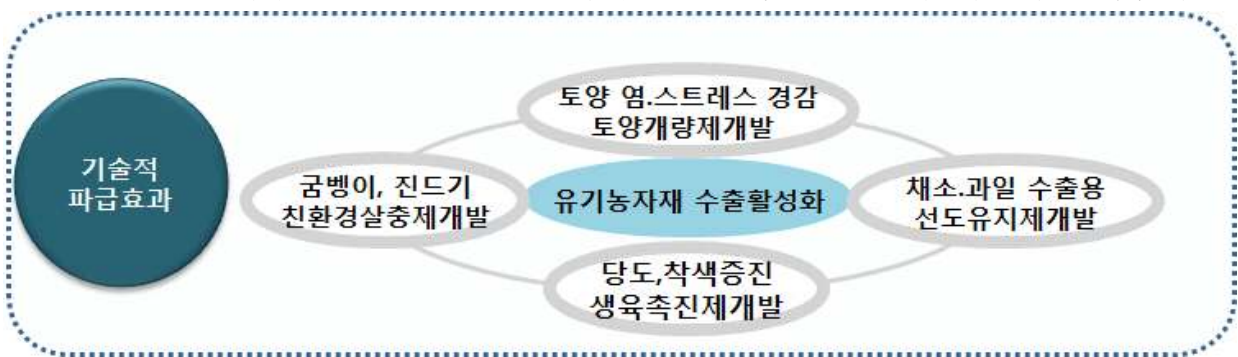 기술적
파급효과
토양 염.스트레스 경감
토양개량제개발
굼벵이, 진드기
친환경살충제개발
유기농자재 수출활성화
채소.과일 수출용
선도유지제개발
당도,착색증진
생육촉진제개발